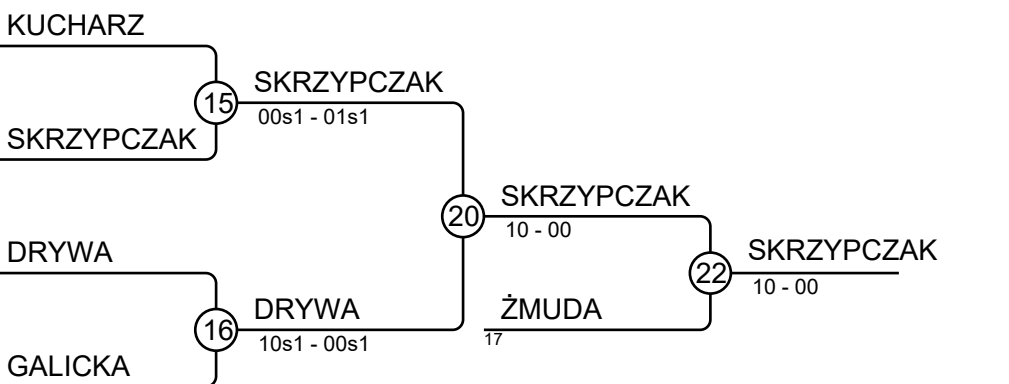 KUCHARZ
15
SKRZYPCZAK
00s1 - 01s1
SKRZYPCZAK
20
SKRZYPCZAK
10 - 00
DRYWA
16
DRYWA
10s1 - 00s1
GALICKA
22
SKRZYPCZAK
10 - 00
ŻMUDA
17